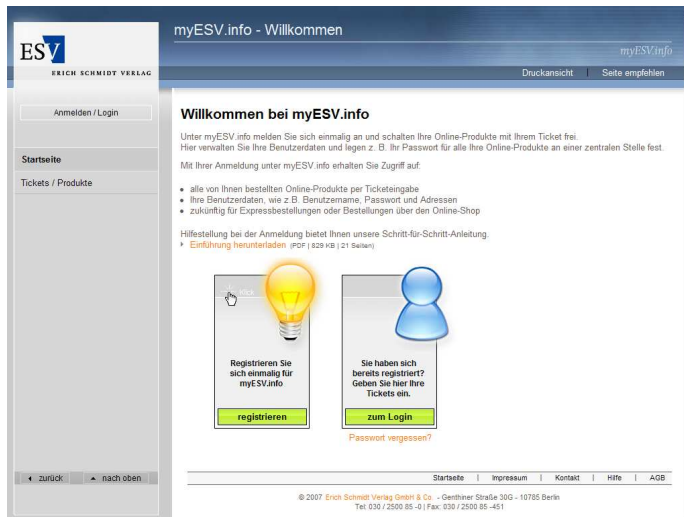 myESV.info - Willkommen
ESV
myESV.info
ERICH SCHMIDT VERLAG
Druckansicht | Seite empfehlen
Anmelden / Login
Startseite
Tickets / Produkte
Willkommen bei myESV.info
Unter myESV.info melden Sie sich einmalig an und schalten Ihre Online-Produkte mit Ihrem Ticket frei.
Hier verwalten Sie Ihre Benutzerdaten und legen z. B. Ihr Passwort für alle Ihre Online-Produkte an einer zentralen Stelle fest.
Mit Ihrer Anmeldung unter myESV.info erhalten Sie Zugriff auf:
alle von Ihnen bestellten Online-Produkte per Ticketeingabe
Ihre Benutzerdaten, wie z.B. Benutzername, Passwort und Adressen
zukünftig für Expressbestellungen oder Bestellungen über den Online-Shop
Hilfestellung bei der Anmeldung bietet Ihnen unsere Schritt-für-Schritt-Anleitung.
Einführung herunterladen (PDF | 829 KB | 21 Seiten)
Klick
Registrieren Sie
sich einmalig für
myESV.info
registrieren
Sie haben sich
bereits registriert?
Geben Sie hier Ihre
Tickets ein.
zum Login
Passwort vergessen?
zurück
nach oben
Startseite | Impressum | Kontakt | Hilfe | AGB
© 2007 Erich Schmidt Verlag GmbH & Co. - Genthiner Straße 30G - 10785 Berlin
Tel: 030 / 2500 85 -0 | Fax: 030 / 2500 85 -451